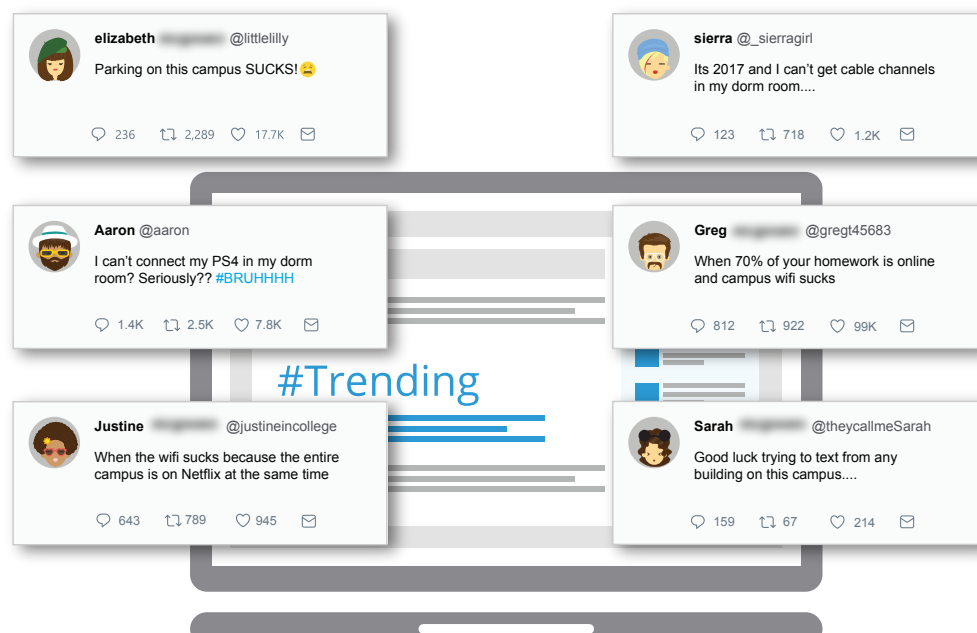 elizabeth @littlelilly
Parking on this campus SUCKS!😩
236 2,289 17.7K
sierra @_sierragirl
Its 2017 and I can't get cable channels
in my dorm room....
123 718 1.2K
Aaron @aaron
I can't connect my PS4 in my dorm
room? Seriously?? #BRUHHHH
1.4K 2.5K 7.8K
Greg @gregt45683
When 70% of your homework is online
and campus wifi sucks
812 922 99K
#Trending
Justine @justineincollege
When the wifi sucks because the entire
campus is on Netflix at the same time
643 789 945
Sarah @theycallmeSarah
Good luck trying to text from any
building on this campus....
159 67 214